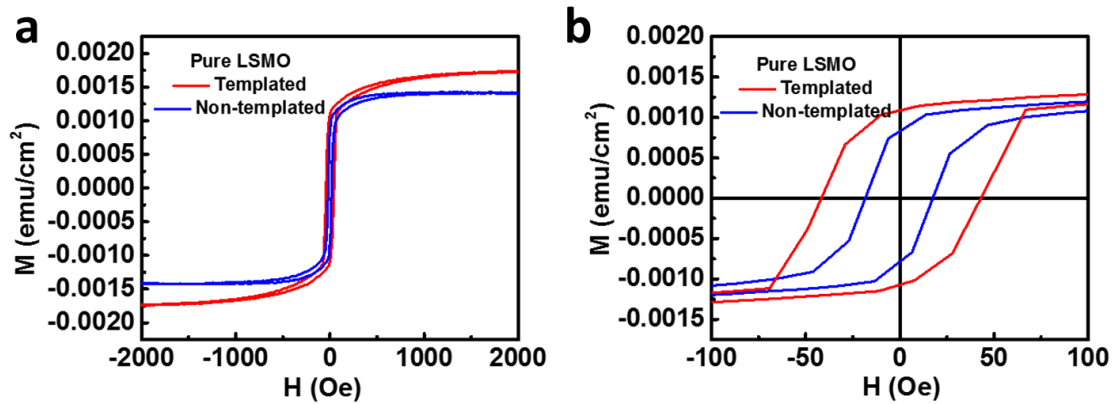 a
0.0020
0.0015
0.0010
0.0005
0.0000
-0.0005
-0.0010
-0.0015
-0.0020
M (emu/cm²)
Pure LSMO
Templated
Non-templated
-2000 -1000 0 1000 2000
H (Oe)
b
0.0020
0.0015
0.0010
0.0005
0.0000
-0.0005
-0.0010
-0.0015
M (emu/cm²)
Pure LSMO
Templated
Non-templated
-100 -50 0 50 100
H (Oe)